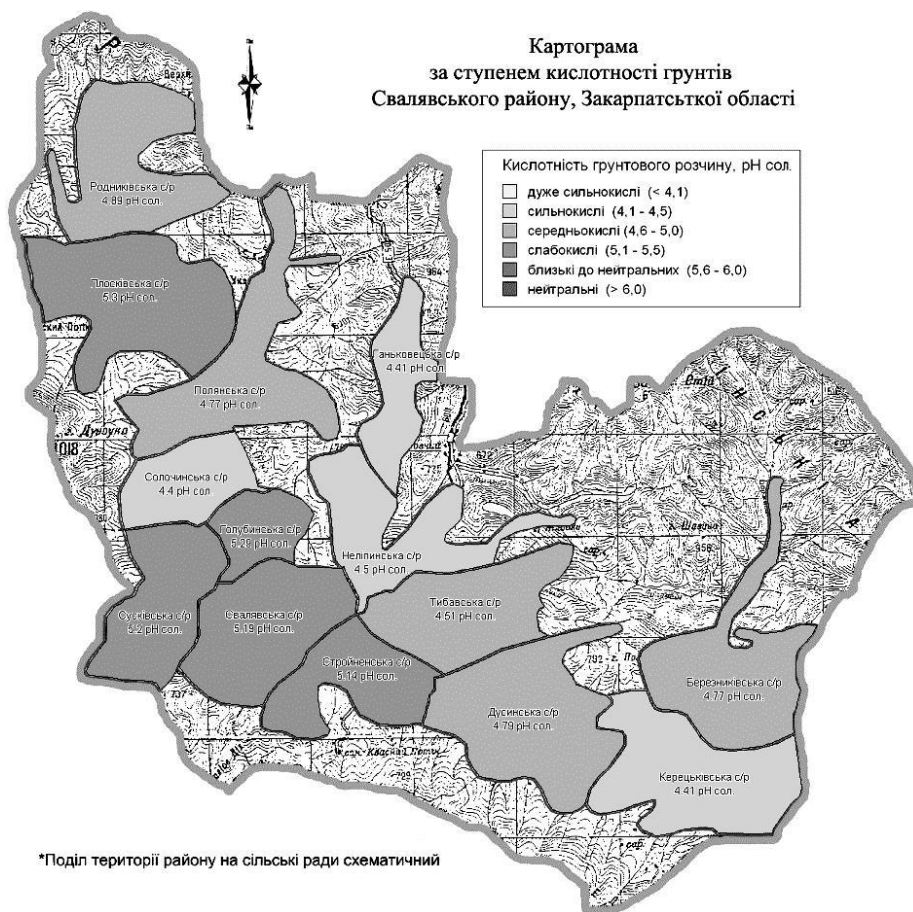 Картограма
за ступенем кислотності грунтів
Свалявського району, Закарпатсьткої області
Кислотність грунтового розчину, pH сол.
дуже сильнокислі (< 4,1)
сильнокислі (4,1 - 4,5)
середньокислі (4,6 - 5,0)
слабокислі (5,1 - 5,5)
близькі до нейтральних (5,6 - 6,0)
нейтральні (> 6,0)
Родниківська с/р
4.89 pH сол.
Плосківська с/р
5.3 pH сол.
Ганьковецька с/р
4.41 pH сол.
Полянська с/р
4.77 pH сол.
Солочинська с/р
4.4 pH сол.
Голубинська с/р
5.29 pH сол.
Неліпинська с/р
4.5 pH сол.
Тибавська с/р
4.51 pH сол.
Сусківська с/р
5.2 pH сол.
Свалявська с/р
5.19 pH сол.
Стройненська с/р
5.14 pH сол.
Дусинська с/р
4.79 pH сол.
Березниківська с/р
4.77 pH сол.
Керецьківська с/р
4.41 pH сол.
*Поділ території району на сільські ради схематичний